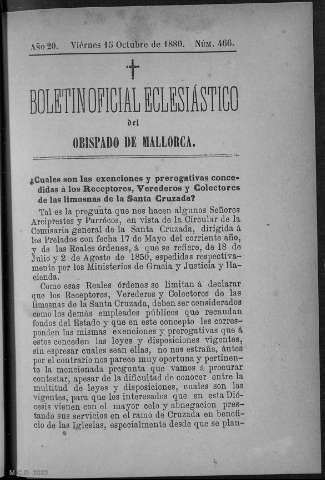 Año 20. Viérnes 15 Octubre de 1880. Núm. 466.
BOLETIN OFICIAL ECLESIÁSTICO
del
OBISPADO DE MALLORCA.
¿Cuales son las exenciones y prerogativas conce-
didas á los Receptores, Verederos y Colectores
de las limosnas de la Santa Cruzada?
Tal es la pregunta que nos hacen algunos Señores
Arciprestes y Párrocos, en vista de la Circular de la
Comisaría general de la Santa Cruzada, dirigida á
los Prelados con fecha 17 de Mayo del corriente año,
y de las Reales órdenes, á que se refiere, de 18 de
Julio y 2 de Agosto de 1850, espedidas respectiva-
mente por los Ministerios de Gracia y Justicia y Ha-
cienda.
Como esas Reales órdenes se limitan á declarar
que los Receptores, Verederos y Colectores de las
limosnas de la Santa Cruzada, deben ser considerados
como los demás empleados públicos que recaudan
fondos del Estado y que en este concepto les corres-
ponden las mismas exenciones y prerogativas que á
estos conceden las leyes y disposiciones vigentes,
sin espresar cuales sean ellas, no nos estraña, ántes
por el contrario nos parece muy oportuna y pertinen-
te la mencionada pregunta que vamos á procurar
contestar, apesar de la dificultad de conocer entre la
multitud de leyes y disposiciones, cuales son las
vigentes, para que los interesados que en esta Dió-
cesis vienen con el mayor celo y abnegacion pres-
tando sus servicios en el ramo de Cruzada en benefi-
cio de las Iglesias, especialmente desde que se plan-